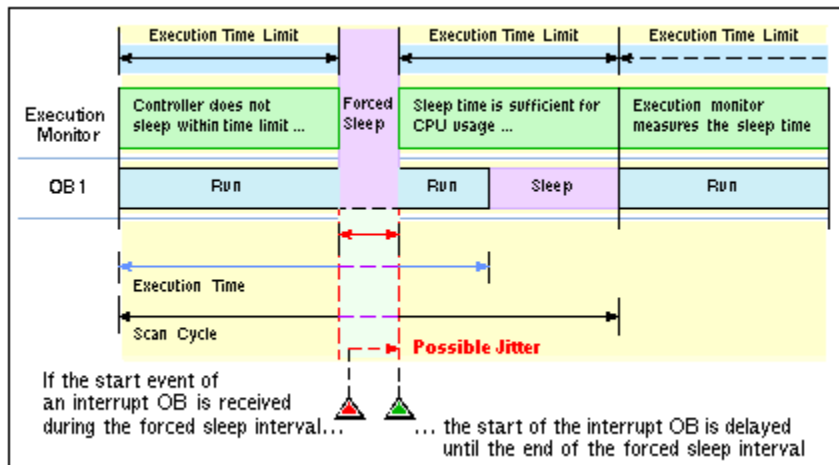 Execution Time Limit
Execution Time Limit
Execution Time Limit
Execution
Monitor
Controller does not
sleep within time limit ...
Forced
Sleep
Sleep time is sufficient for
CPU usage ...
Execution monitor
measures the sleep time
OB1
Run
Run
Sleep
Run
Execution Time
Scan Cycle
Possible Jitter
If the start event of
an interrupt OB is received
during the forced sleep interval...
... the start of the interrupt OB is delayed
until the end of the forced sleep interval